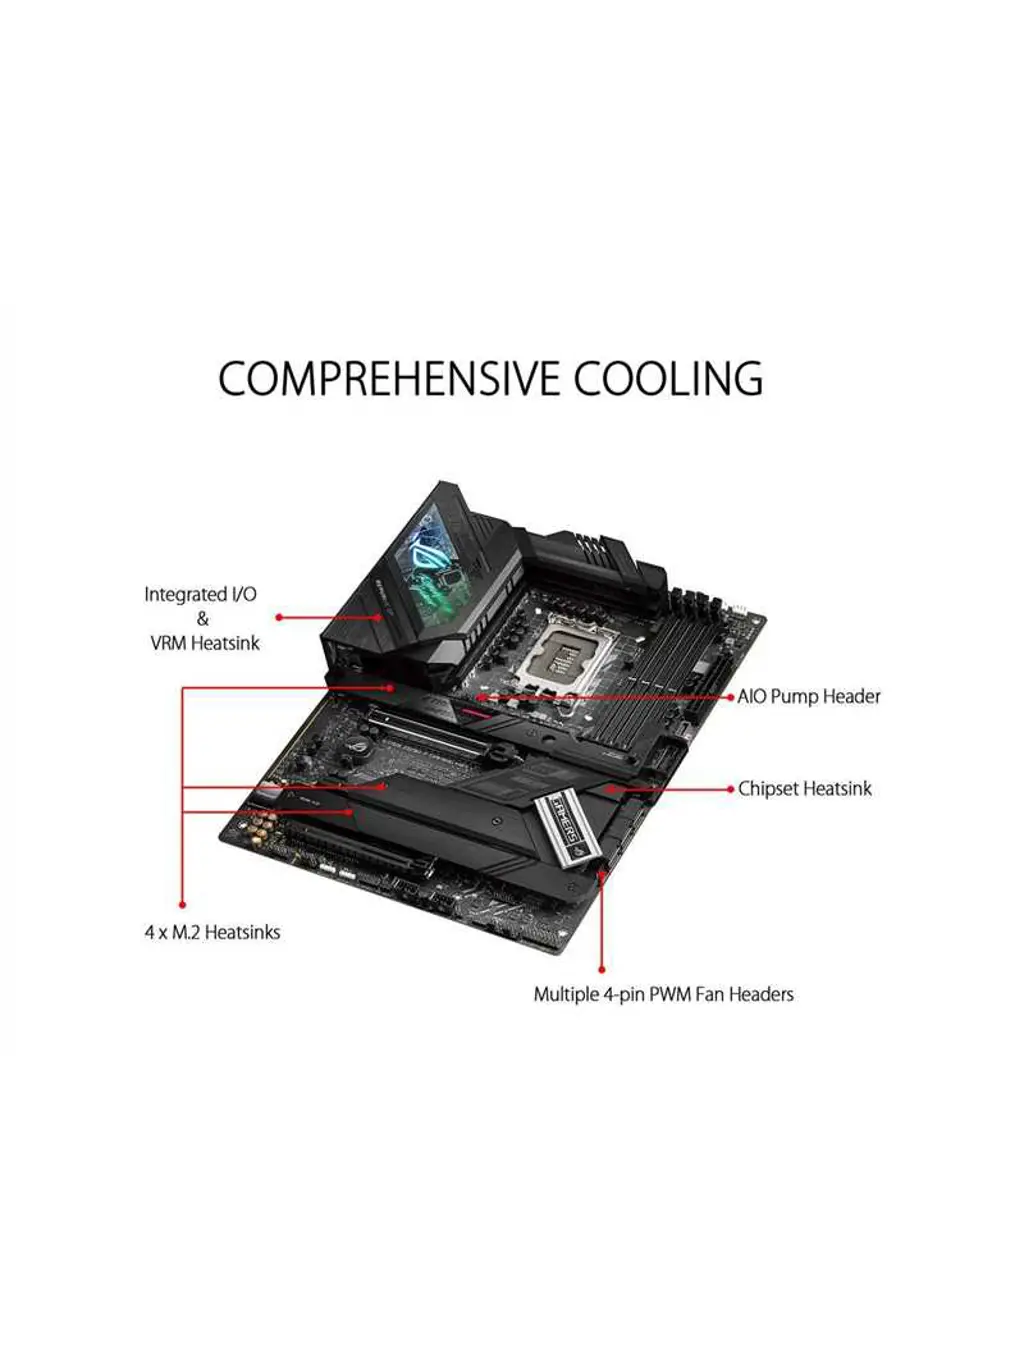 COMPREHENSIVE COOLING
Integrated I/O
&
VRM Heatsink
AIO Pump Header
Chipset Heatsink
GAMERS
4 x M.2 Heatsinks
Multiple 4-pin PWM Fan Headers